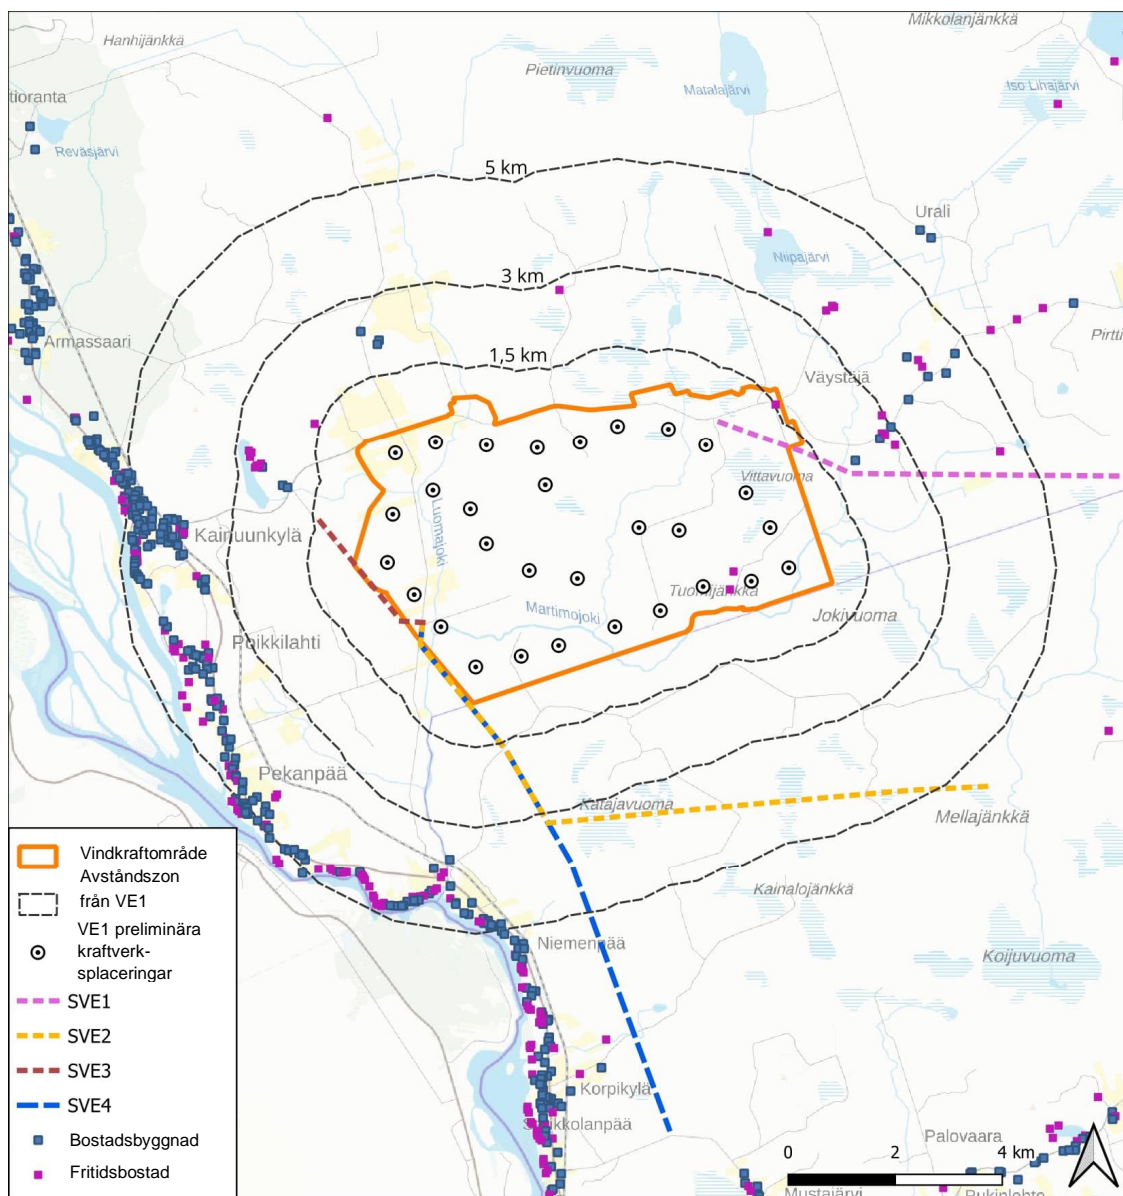 Mikkolanjänkkä
Hanhijänkkä
Pietinvuoma
Matalajärvi
Iso Lihajärvi
tioranta
Reväsjärvi
5 km
Urali
Niipajärvi
3 km
Armassaari
Pirtti
1,5 km
Väystäjä
Vittavuoma
Luomajoki
Kainuunkylä
Tuomijänkkä
Martimojoki
Jokivuoma
Poikkilahti
Pekanpää
Katajavuoma
Mellajänkkä
Kainalojänkkä
Niemenpää
Koijuvuoma
Korpikylä
Palovaara
Mustajärvi
Vindkraftområde
Avståndszon
från VE1
VE1 preliminära
kraftverk-
splaceringar
SVE1
SVE2
SVE3
SVE4
Bostadsbyggnad
Fritidsbostad
0 2 4 km